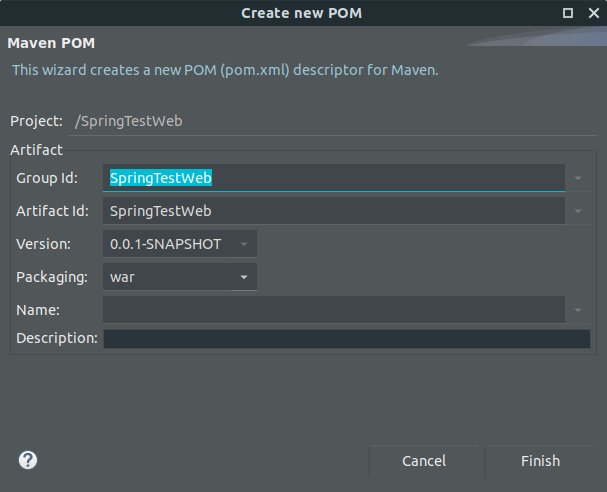 Create new POM
Maven POM
This wizard creates a new POM (pom.xml) descriptor for Maven.
Project: /SpringTestWeb
Artifact
Group Id: SpringTestWeb
Artifact Id: SpringTestWeb
Version: 0.0.1-SNAPSHOT
Packaging: war
Name:
Description:
? Cancel Finish